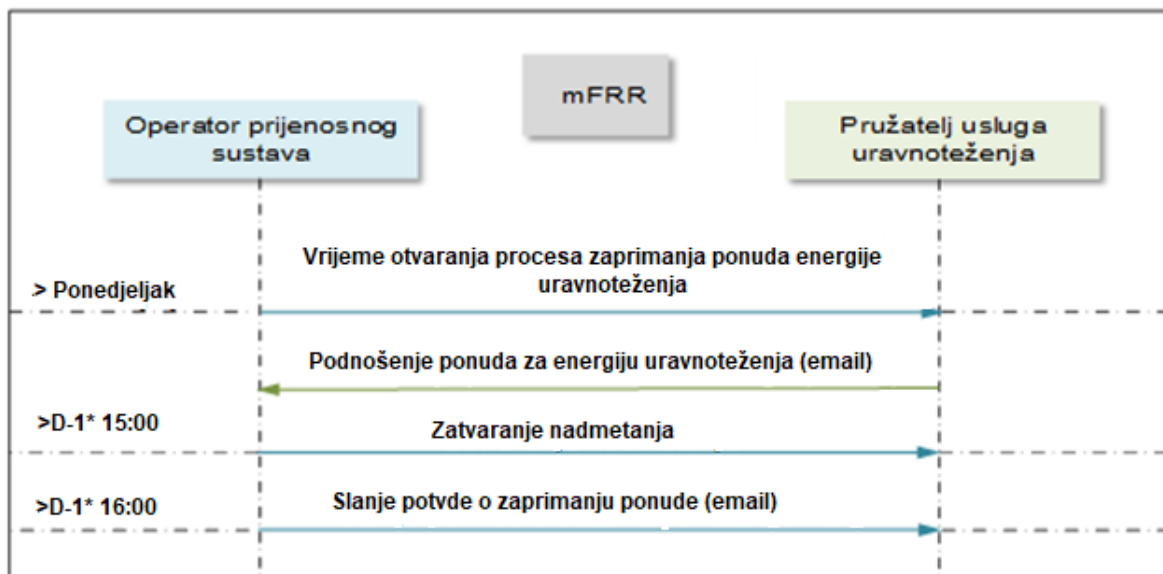 mFRR
Operator prijenosnog
sustava
Pružatelj usluga
uravnoteženja
Vrijeme otvaranja procesa zaprimanja ponuda energije
uravnoteženja
> Ponedjeljak
Podnošenje ponuda za energiju uravnoteženja (email)
>D-1* 15:00
Zatvaranje nadmetanja
>D-1* 16:00
Slanje potvde o zaprimanju ponude (email)